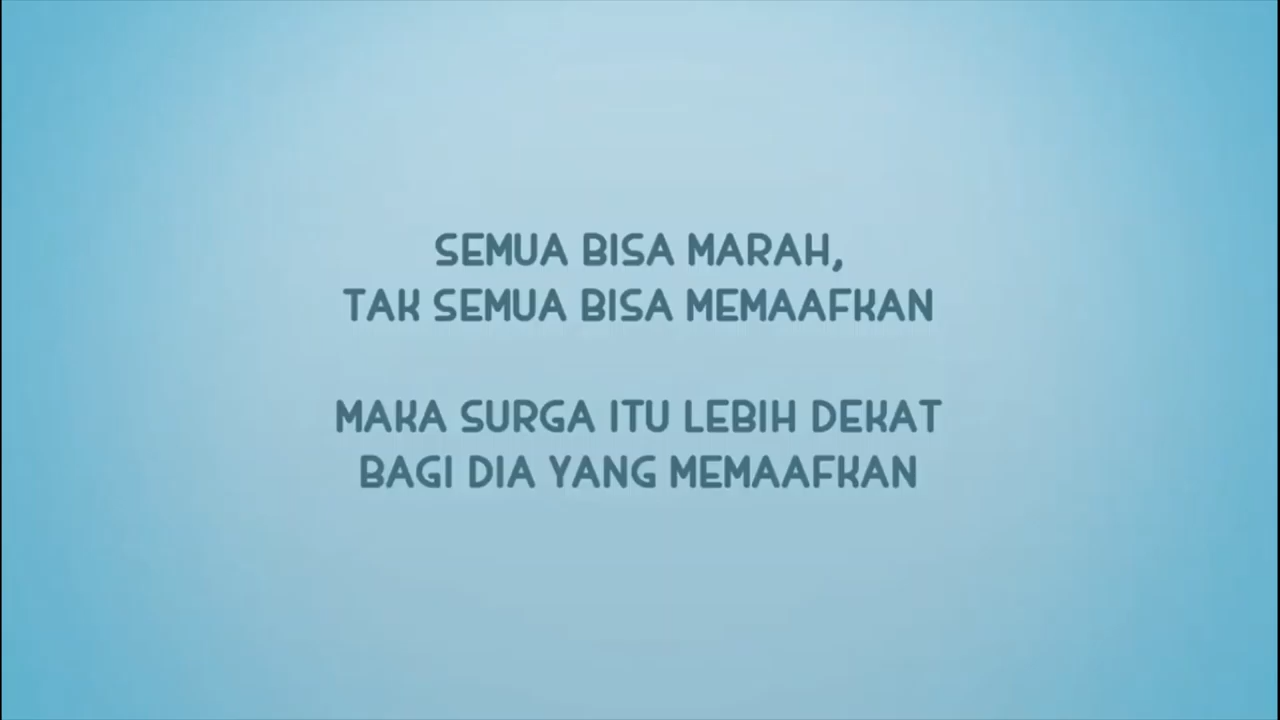 SEMUA BISA MARAH,
TAK SEMUA BISA MEMAAFKAN
MAKA SURGA ITU LEBIH DEKAT
BAGI DIA YANG MEMAAFKAN